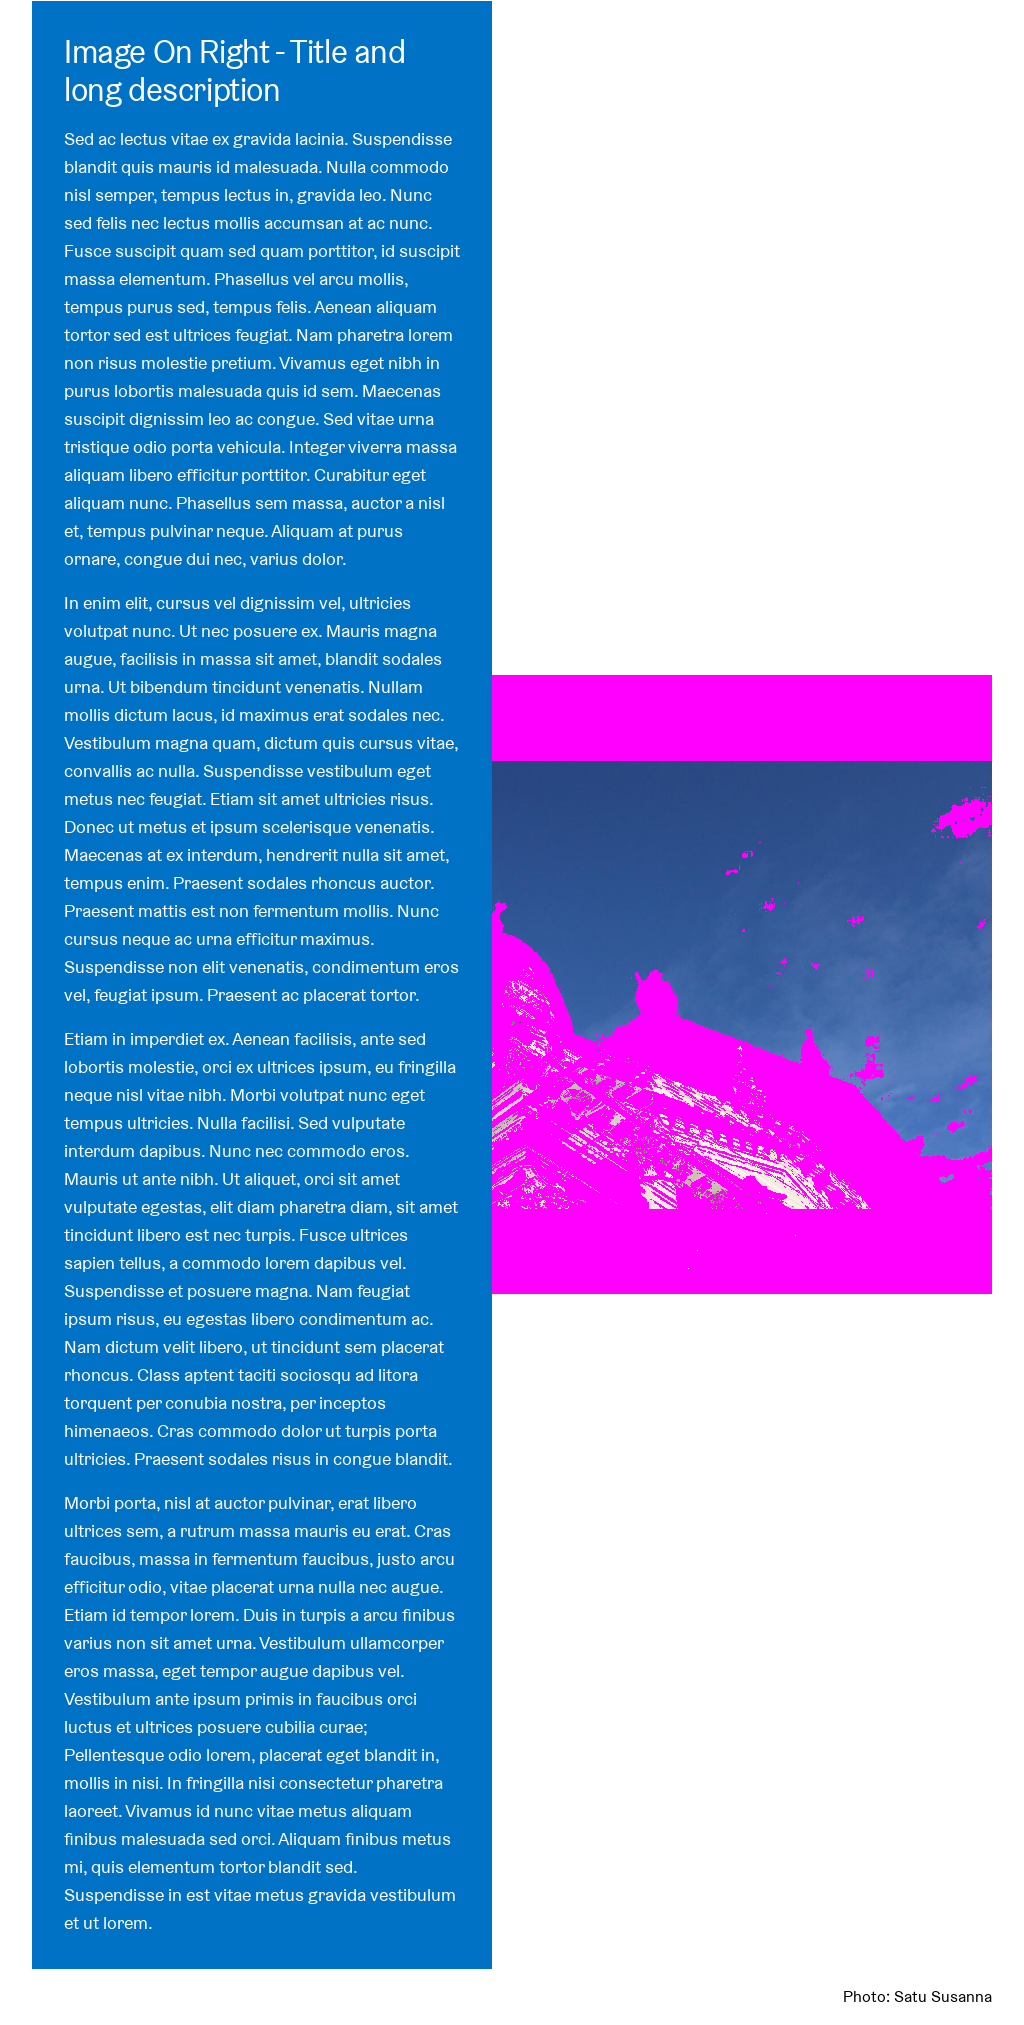 Image On Right - Title and
long description
Sed ac lectus vitae ex gravida lacinia. Suspendisse
blandit quis mauris id malesuada. Nulla commodo
nisl semper, tempus lectus in, gravida leo. Nunc
sed felis nec lectus mollis accumsan at ac nunc.
Fusce suscipit quam sed quam porttitor, id suscipit
massa elementum. Phasellus vel arcu mollis,
tempus purus sed, tempus felis. Aenean aliquam
tortor sed est ultrices feugiat. Nam pharetra lorem
non risus molestie pretium. Vivamus eget nibh in
purus lobortis malesuada quis id sem. Maecenas
suscipit dignissim leo ac congue. Sed vitae urna
tristique odio porta vehicula. Integer viverra massa
aliquam libero efficitur porttitor. Curabitur eget
aliquam nunc. Phasellus sem massa, auctor a nisl
et, tempus pulvinar neque. Aliquam at purus
ornare, congue dui nec, varius dolor.
In enim elit, cursus vel dignissim vel, ultricies
volutpat nunc. Ut nec posuere ex. Mauris magna
augue, facilisis in massa sit amet, blandit sodales
urna. Ut bibendum tincidunt venenatis. Nullam
mollis dictum lacus, id maximus erat sodales nec.
Vestibulum magna quam, dictum quis cursus vitae,
convallis ac nulla. Suspendisse vestibulum eget
metus nec feugiat. Etiam sit amet ultricies risus.
Donec ut metus et ipsum scelerisque venenatis.
Maecenas at ex interdum, hendrerit nulla sit amet,
tempus enim. Praesent sodales rhoncus auctor.
Praesent mattis est non fermentum mollis. Nunc
cursus neque ac urna efficitur maximus.
Suspendisse non elit venenatis, condimentum eros
vel, feugiat ipsum. Praesent ac placerat tortor.
Etiam in imperdiet ex. Aenean facilisis, ante sed
lobortis molestie, orci ex ultrices ipsum, eu fringilla
neque nisl vitae nibh. Morbi volutpat nunc eget
tempus ultricies. Nulla facilisi. Sed vulputate
interdum dapibus. Nunc nec commodo eros.
Mauris ut ante nibh. Ut aliquet, orci sit amet
vulputate egestas, elit diam pharetra diam, sit amet
tincidunt libero est nec turpis. Fusce ultrices
sapien tellus, a commodo lorem dapibus vel.
Suspendisse et posuere magna. Nam feugiat
ipsum risus, eu egestas libero condimentum ac.
Nam dictum velit libero, ut tincidunt sem placerat
rhoncus. Class aptent taciti sociosqu ad litora
torquent per conubia nostra, per inceptos
himenaeos. Cras commodo dolor ut turpis porta
ultricies. Praesent sodales risus in congue blandit.
Morbi porta, nisl at auctor pulvinar, erat libero
ultrices sem, a rutrum massa mauris eu erat. Cras
faucibus, massa in fermentum faucibus, justo arcu
efficitur odio, vitae placerat urna nulla nec augue.
Etiam id tempor lorem. Duis in turpis a arcu finibus
varius non sit amet urna. Vestibulum ullamcorper
eros massa, eget tempor augue dapibus vel.
Vestibulum ante ipsum primis in faucibus orci
luctus et ultrices posuere cubilia curae;
Pellentesque odio lorem, placerat eget blandit in,
mollis in nisi. In fringilla nisi consectetur pharetra
laoreet. Vivamus id nunc vitae metus aliquam
finibus malesuada sed orci. Aliquam finibus metus
mi, quis elementum tortor blandit sed.
Suspendisse in est vitae metus gravida vestibulum
et ut lorem.
Photo: Satu Susanna